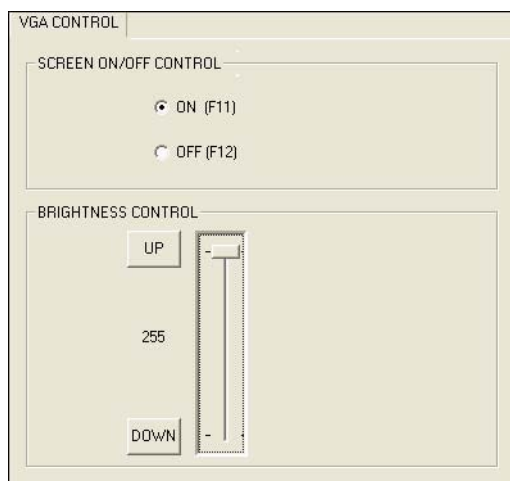 VGA CONTROL
SCREEN ON/OFF CONTROL
ON (F11)
OFF (F12)
BRIGHTNESS CONTROL
UP
255
DOWN